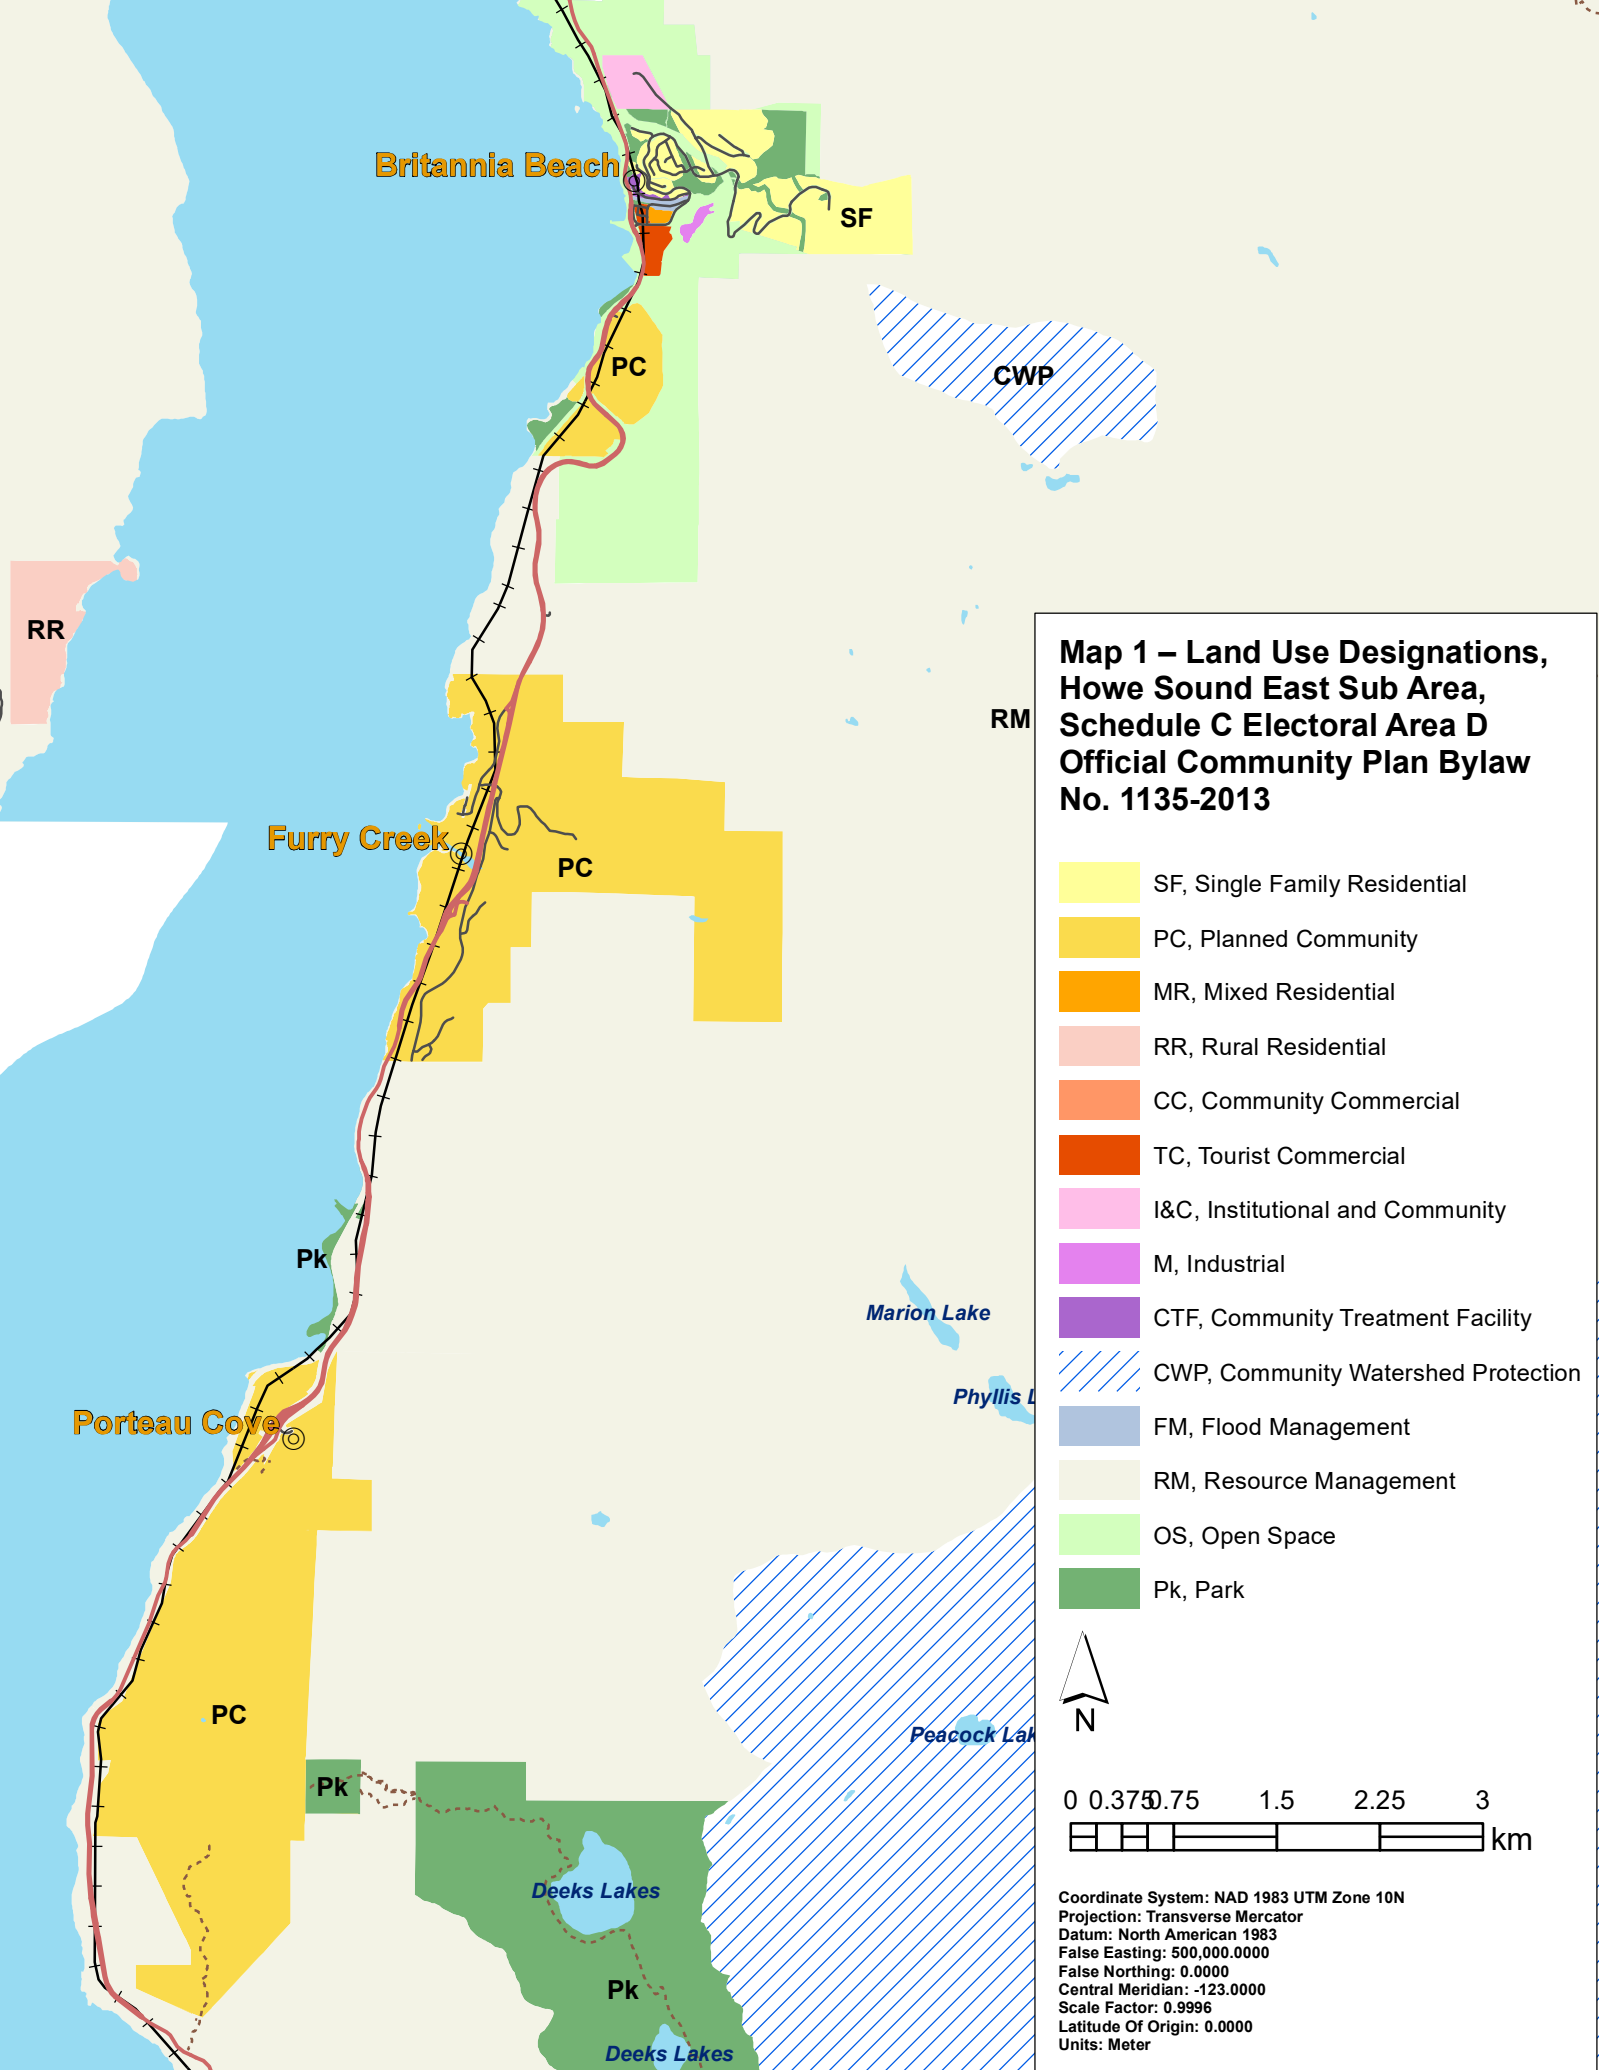 Britannia Beach
SF
PC
CWP
RR
RM
Furry Creek
PC
Pk
Marion Lake
Phyllis L
Porteau Cove
PC
Peacock Lak
Pk
Deeks Lakes
Pk
Deeks Lakes
Map 1 – Land Use Designations,
Howe Sound East Sub Area,
Schedule C Electoral Area D
Official Community Plan Bylaw
No. 1135-2013
SF, Single Family Residential
PC, Planned Community
MR, Mixed Residential
RR, Rural Residential
CC, Community Commercial
TC, Tourist Commercial
I&C, Institutional and Community
M, Industrial
CTF, Community Treatment Facility
CWP, Community Watershed Protection
FM, Flood Management
RM, Resource Management
OS, Open Space
Pk, Park
N
0 0.375 0.75 1.5 2.25 3
km
Coordinate System: NAD 1983 UTM Zone 10N
Projection: Transverse Mercator
Datum: North American 1983
False Easting: 500,000.0000
False Northing: 0.0000
Central Meridian: -123.0000
Scale Factor: 0.9996
Latitude Of Origin: 0.0000
Units: Meter